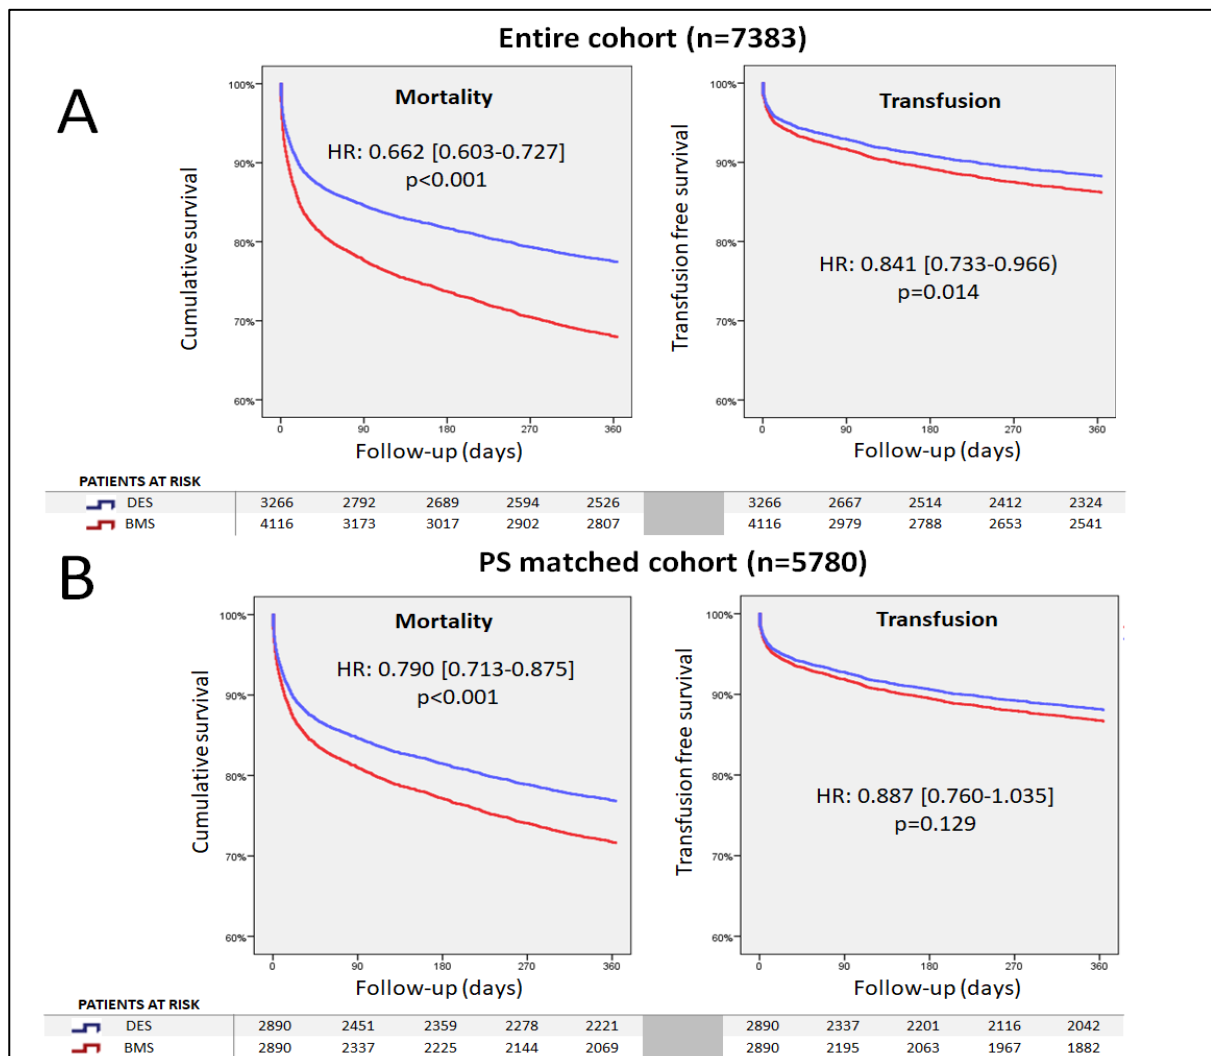 Entire cohort (n=7383)
A
Mortality
HR: 0.662 [0.603-0.727]
p<0.001
Cumulative survival
100%
90%
80%
70%
60%
0 90 180 270 360
Follow-up (days)
Transfusion
HR: 0.841 [0.733-0.966)
p=0.014
Transfusion free survival
100%
90%
80%
70%
60%
0 90 180 270 360
Follow-up (days)
PATIENTS AT RISK
DES 3266 2792 2689 2594 2526 3266 2667 2514 2412 2324
BMS 4116 3173 3017 2902 2807 4116 2979 2788 2653 2541
PS matched cohort (n=5780)
B
Mortality
HR: 0.790 [0.713-0.875]
p<0.001
Cumulative survival
100%
90%
80%
70%
60%
0 90 180 270 360
Follow-up (days)
Transfusion
HR: 0.887 [0.760-1.035]
p=0.129
Transfusion free survival
100%
90%
80%
70%
60%
0 90 180 270 360
Follow-up (days)
PATIENTS AT RISK
DES 2890 2451 2359 2278 2221 2890 2337 2201 2116 2042
BMS 2890 2337 2225 2144 2069 2890 2195 2063 1967 1882